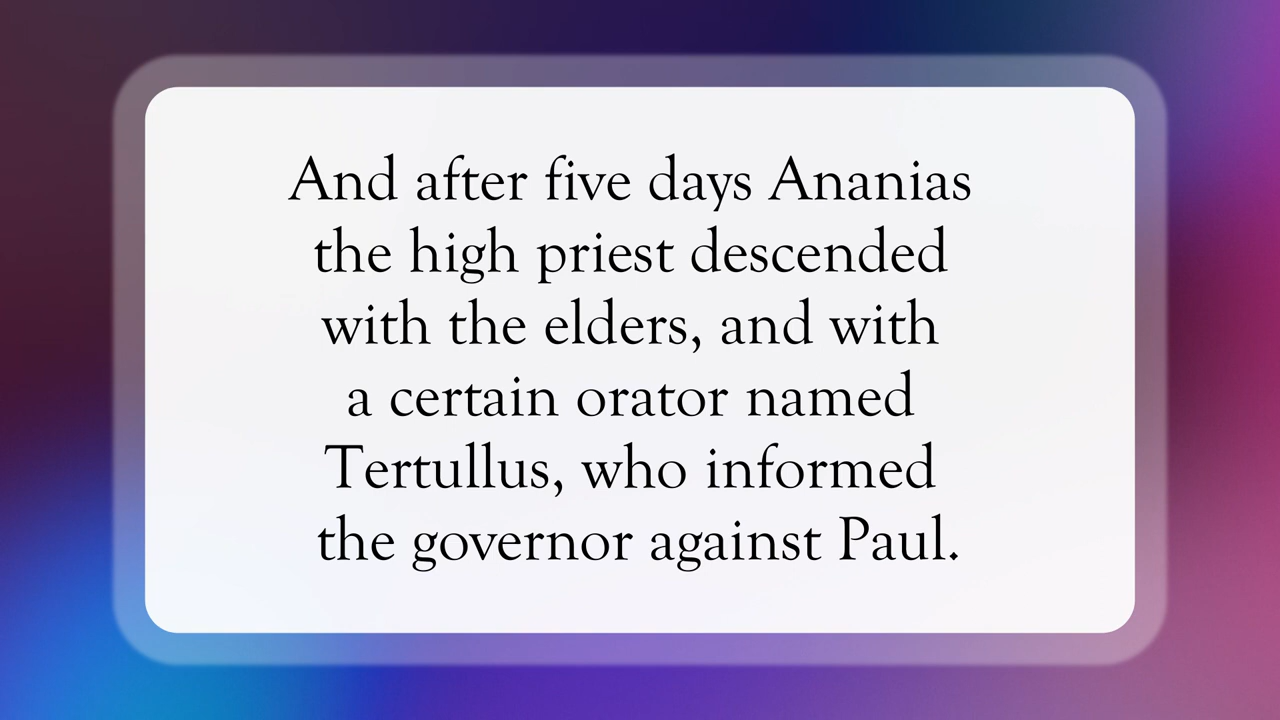 And after five days Ananias
the high priest descended
with the elders, and with
a certain orator named
Tertullus, who informed
the governor against Paul.